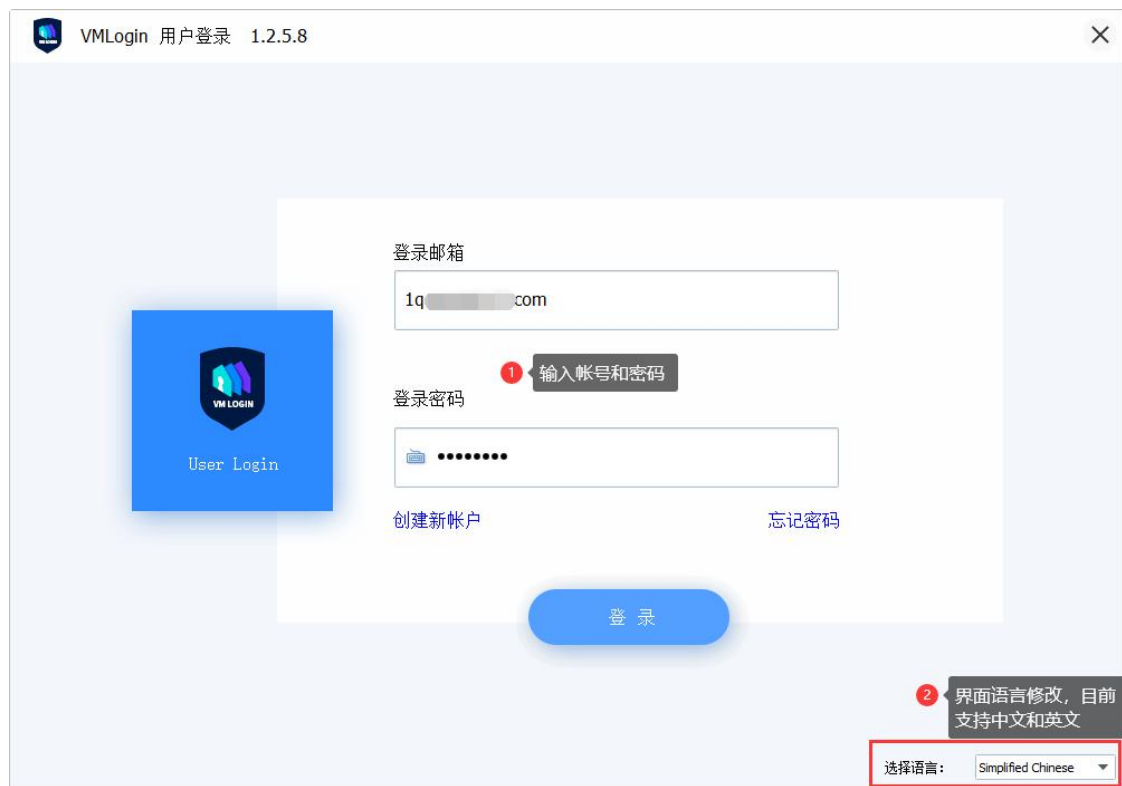 VMLogin 用户登录 1.2.5.8
登录邮箱
1q
com
1 输入帐号和密码
登录密码
VM LOGIN
User Login
••••••••
创建新帐户 忘记密码
登 录
2 界面语言修改，目前
支持中文和英文
选择语言： Simplified Chinese